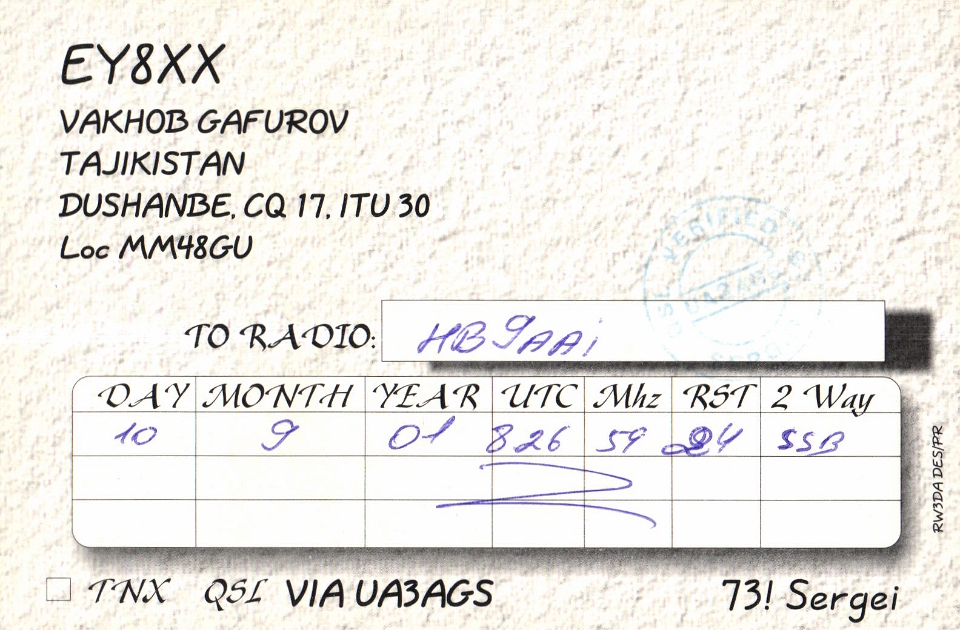 EY8XX
VAKHOB GAFUROV
TAJIKISTAN
DUSHANBE, CQ 17, ITU 30
Loc MM48GU
QSL VERIFIED
TO RADIO: HB9AAi
DAY MONTH YEAR UTC Mhz RST 2 Way
10 9 01 826 59 24 SSB
TNX QSL VIA UA3AGS 73! Sergei
RW3DA DES/PR